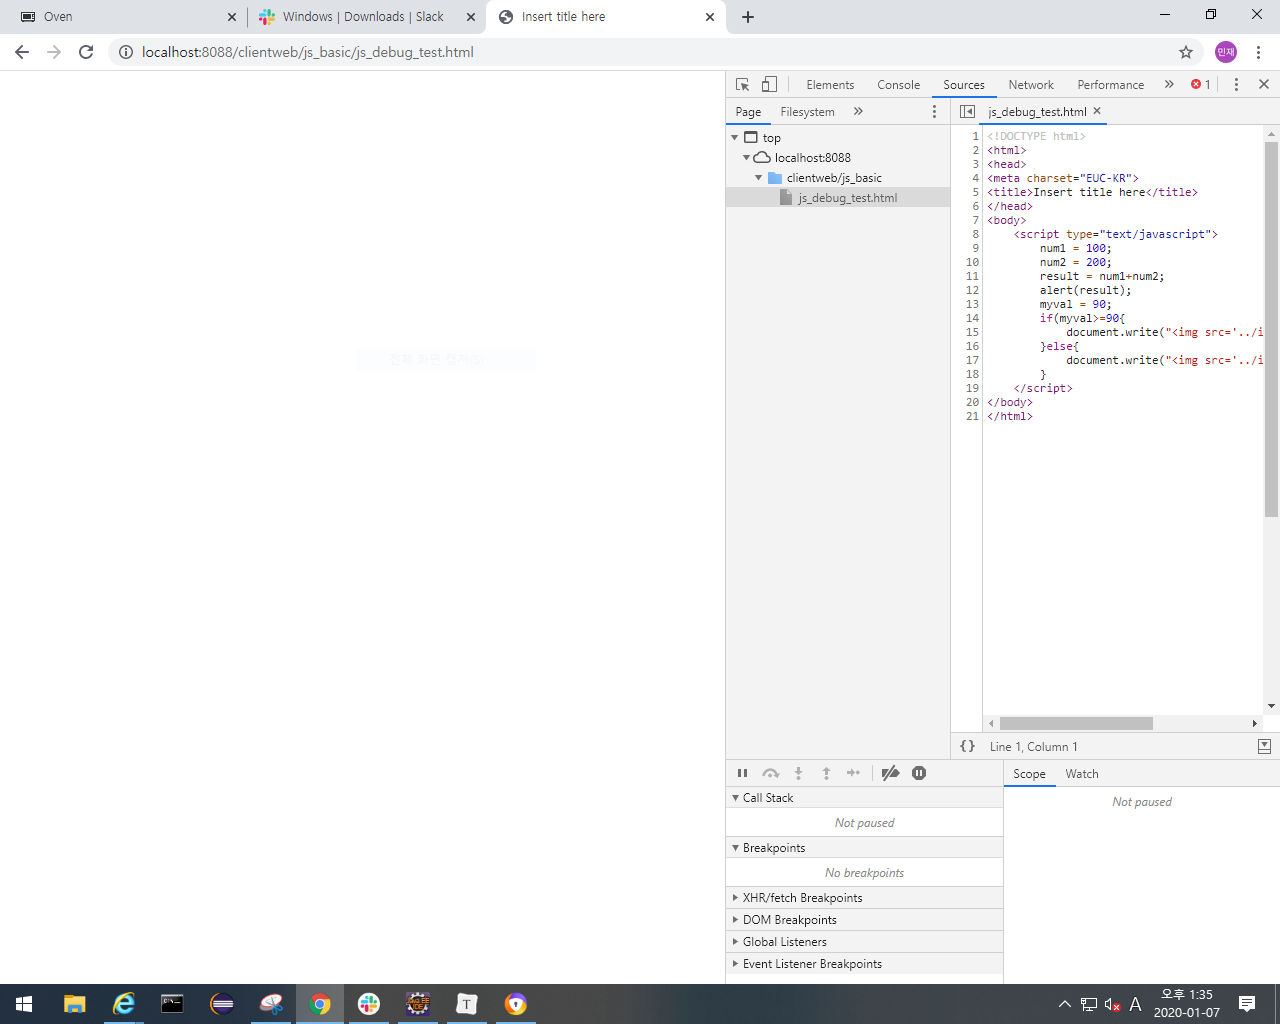 Oven
Windows | Downloads | Slack
Insert title here
localhost:8088/clientweb/js_basic/js_debug_test.html
민재
Elements
Console
Sources
Network
Performance
1
Page
Filesystem
js_debug_test.html
top
localhost:8088
clientweb/js_basic
js_debug_test.html
1 <!DOCTYPE html>
2 <html>
3 <head>
4 <meta charset="EUC-KR">
5 <title>Insert title here</title>
6 </head>
7 <body>
8 <script type="text/javascript">
9 num1 = 100;
10 num2 = 200;
11 result = num1+num2;
12 alert(result);
13 myval = 90;
14 if(myval>=90{
15 document.write("<img src='../i
16 }else{
17 document.write("<img src='../i
18 }
19 </script>
20 </body>
21 </html>
{} Line 1, Column 1
Scope
Watch
Call Stack
Not paused
Not paused
Breakpoints
No breakpoints
XHR/fetch Breakpoints
DOM Breakpoints
Global Listeners
Event Listener Breakpoints
A
오후 1:35
2020-01-07